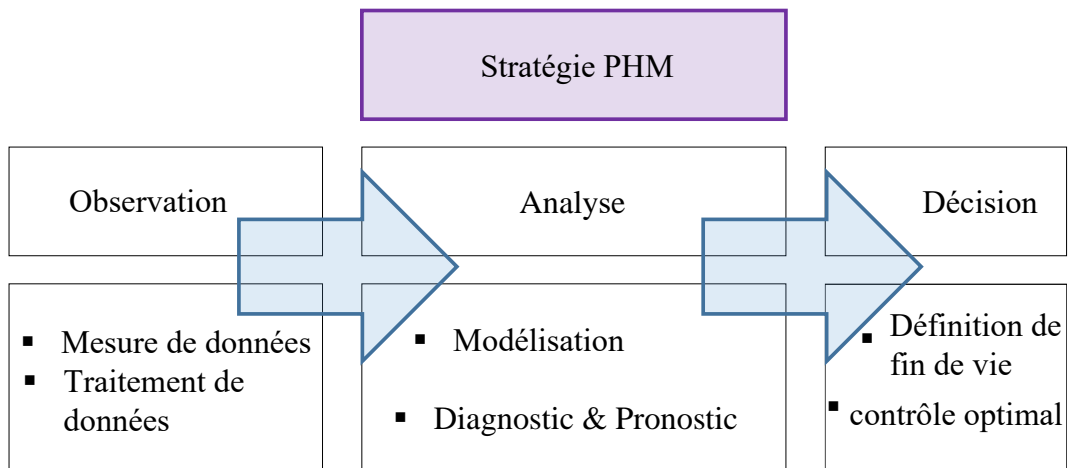 Stratégie PHM
Observation
Analyse
Décision
▪ Mesure de données
▪ Traitement de
données
▪ Modélisation
▪ Diagnostic & Pronostic
▪ Définition de
fin de vie
▪ contrôle optimal